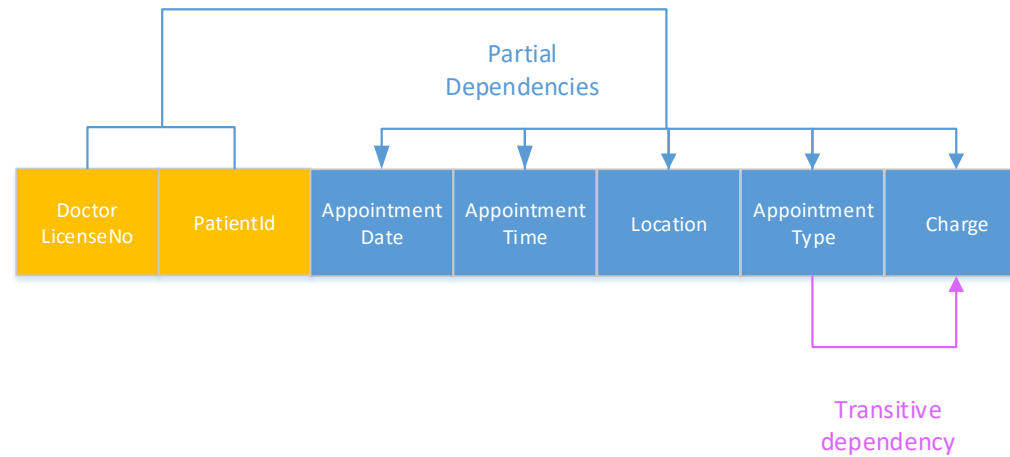 Partial
Dependencies
Doctor
LicenseNo
PatientId
Appointment
Date
Appointment
Time
Location
Appointment
Type
Charge
Transitive
dependency